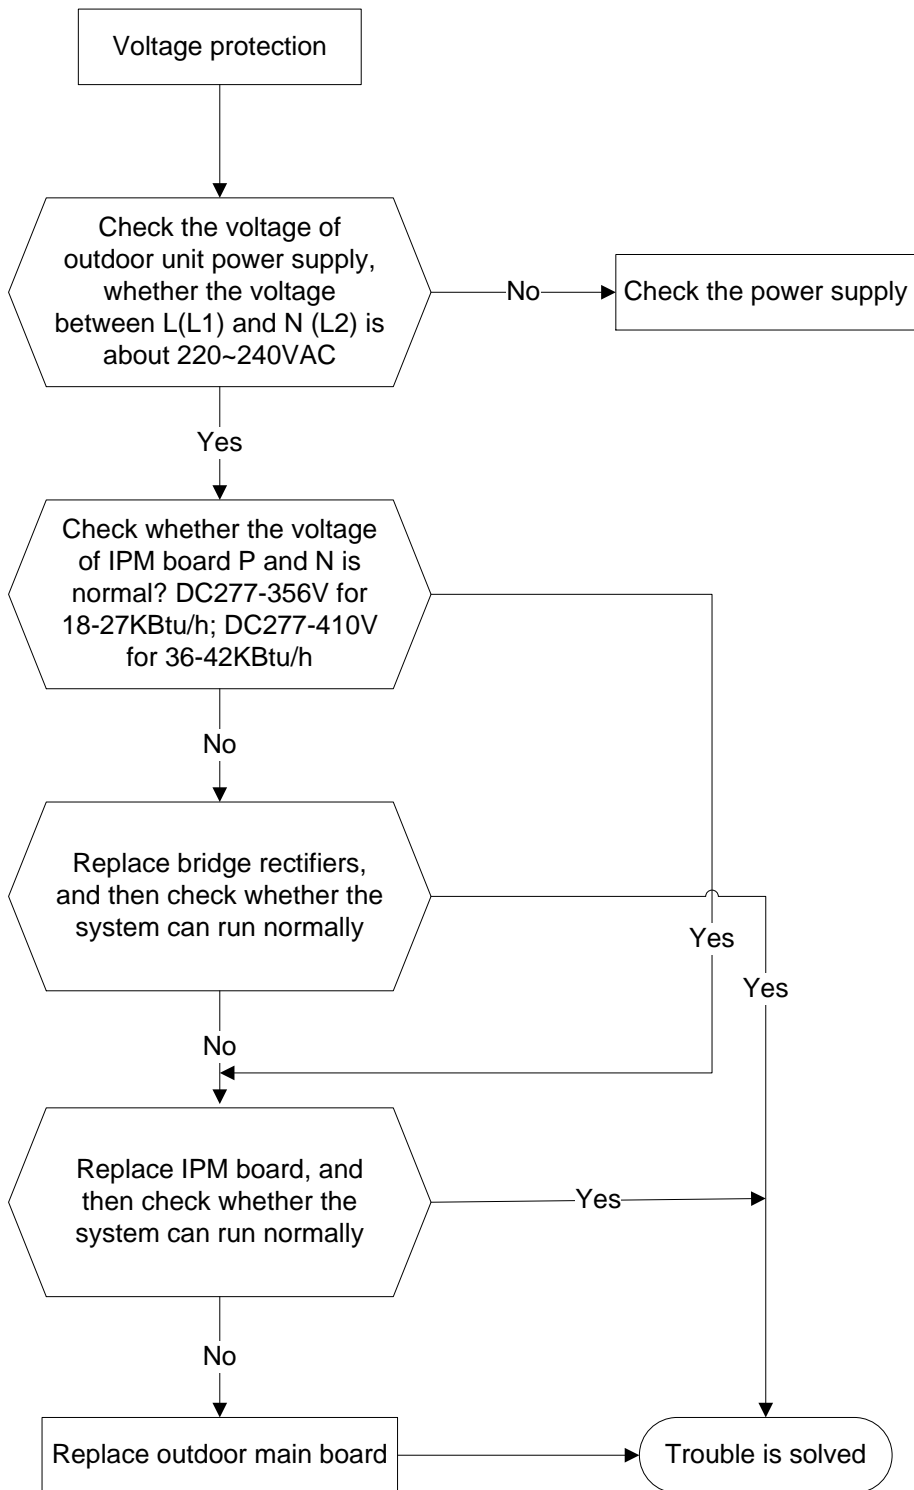 Voltage protection
Check the voltage of
outdoor unit power supply,
whether the voltage
between L(L1) and N (L2) is
about 220~240VAC
No
Check the power supply
Yes
Check whether the voltage
of IPM board P and N is
normal? DC277-356V for
18-27KBtu/h; DC277-410V
for 36-42KBtu/h
No
Replace bridge rectifiers,
and then check whether the
system can run normally
Yes
Yes
No
Replace IPM board, and
then check whether the
system can run normally
Yes
No
Replace outdoor main board
Trouble is solved